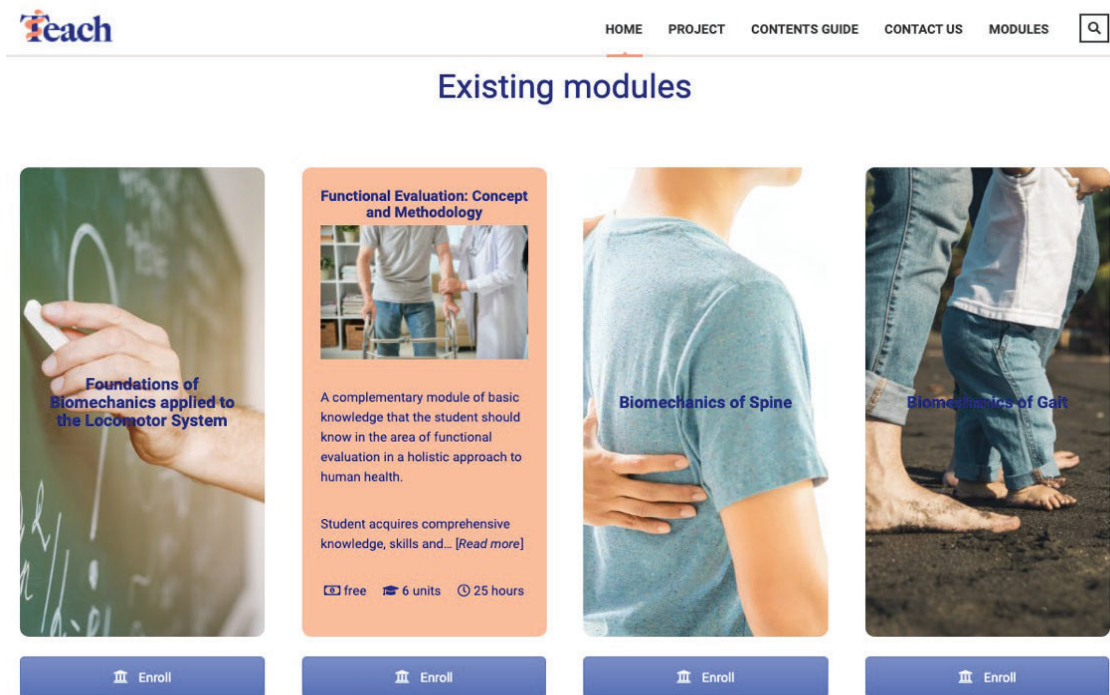 Teach
HOME PROJECT CONTENTS GUIDE CONTACT US MODULES
Existing modules
Foundations of
Biomechanics applied to
the Locomotor System
Functional Evaluation: Concept
and Methodology
A complementary module of basic
knowledge that the student should
know in the area of functional
evaluation in a holistic approach to
human health.
Student acquires comprehensive
knowledge, skills and... [Read more]
free 6 units 25 hours
Biomechanics of Spine
Biomechanics of Gait
Enroll Enroll Enroll Enroll